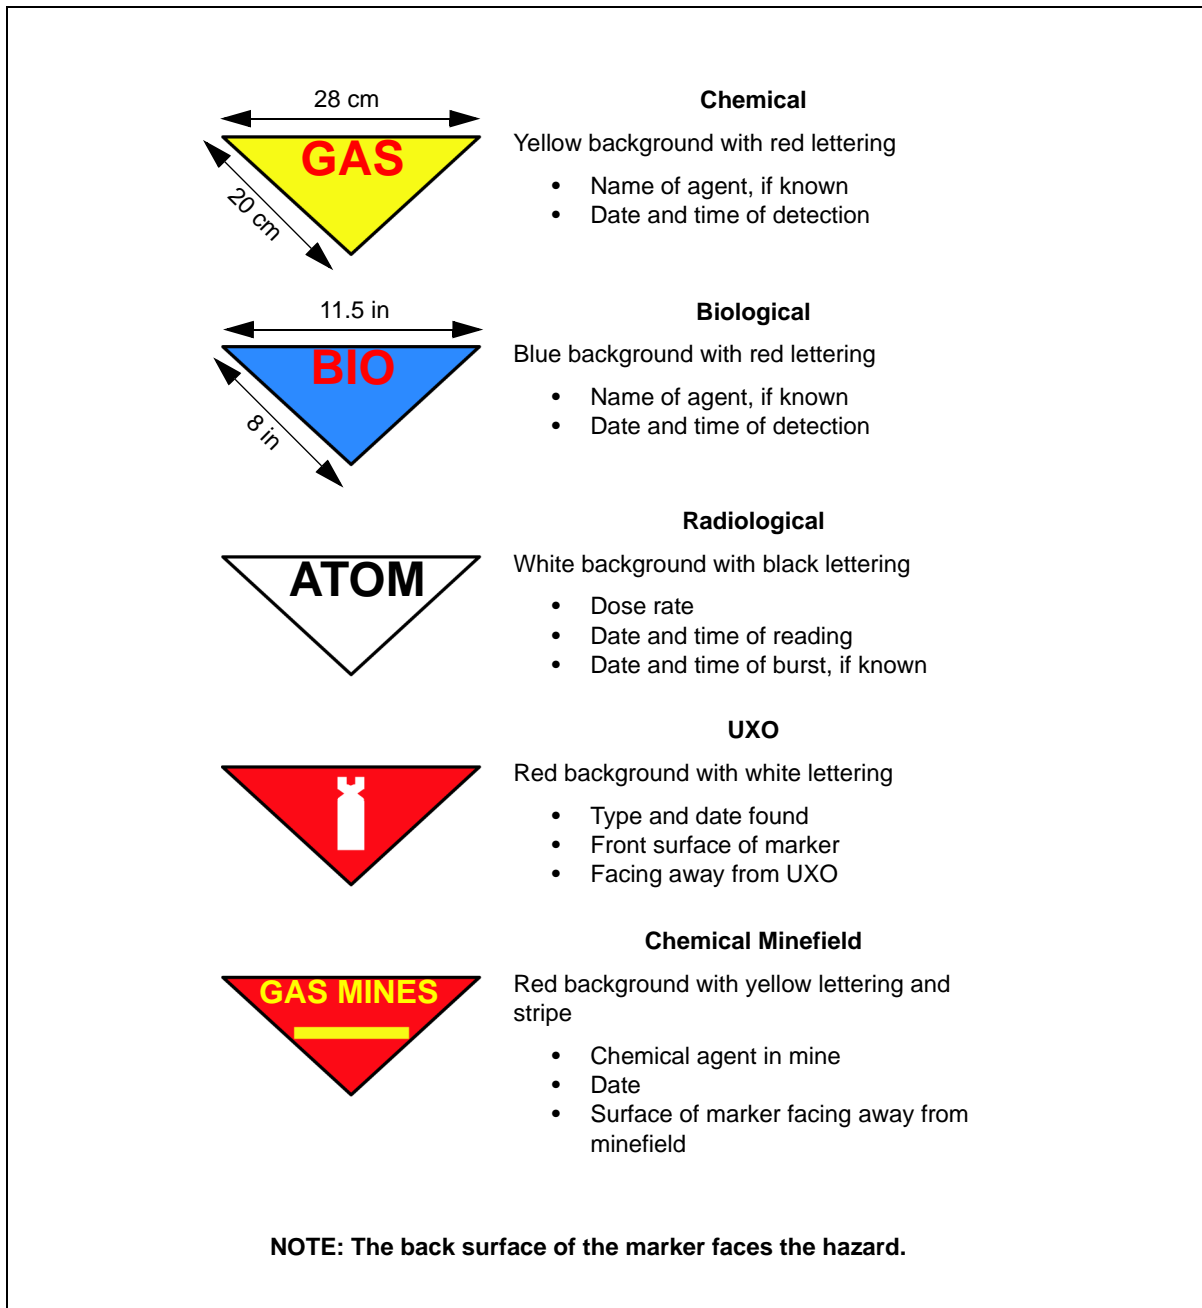 28 cm
Chemical
GAS
20 cm
Yellow background with red lettering
• Name of agent, if known
• Date and time of detection
11.5 in
Biological
BIO
8 in
Blue background with red lettering
• Name of agent, if known
• Date and time of detection
Radiological
ATOM
White background with black lettering
• Dose rate
• Date and time of reading
• Date and time of burst, if known
UXO
Red background with white lettering
• Type and date found
• Front surface of marker
• Facing away from UXO
Chemical Minefield
GAS MINES
Red background with yellow lettering and
stripe
• Chemical agent in mine
• Date
• Surface of marker facing away from
minefield
NOTE: The back surface of the marker faces the hazard.